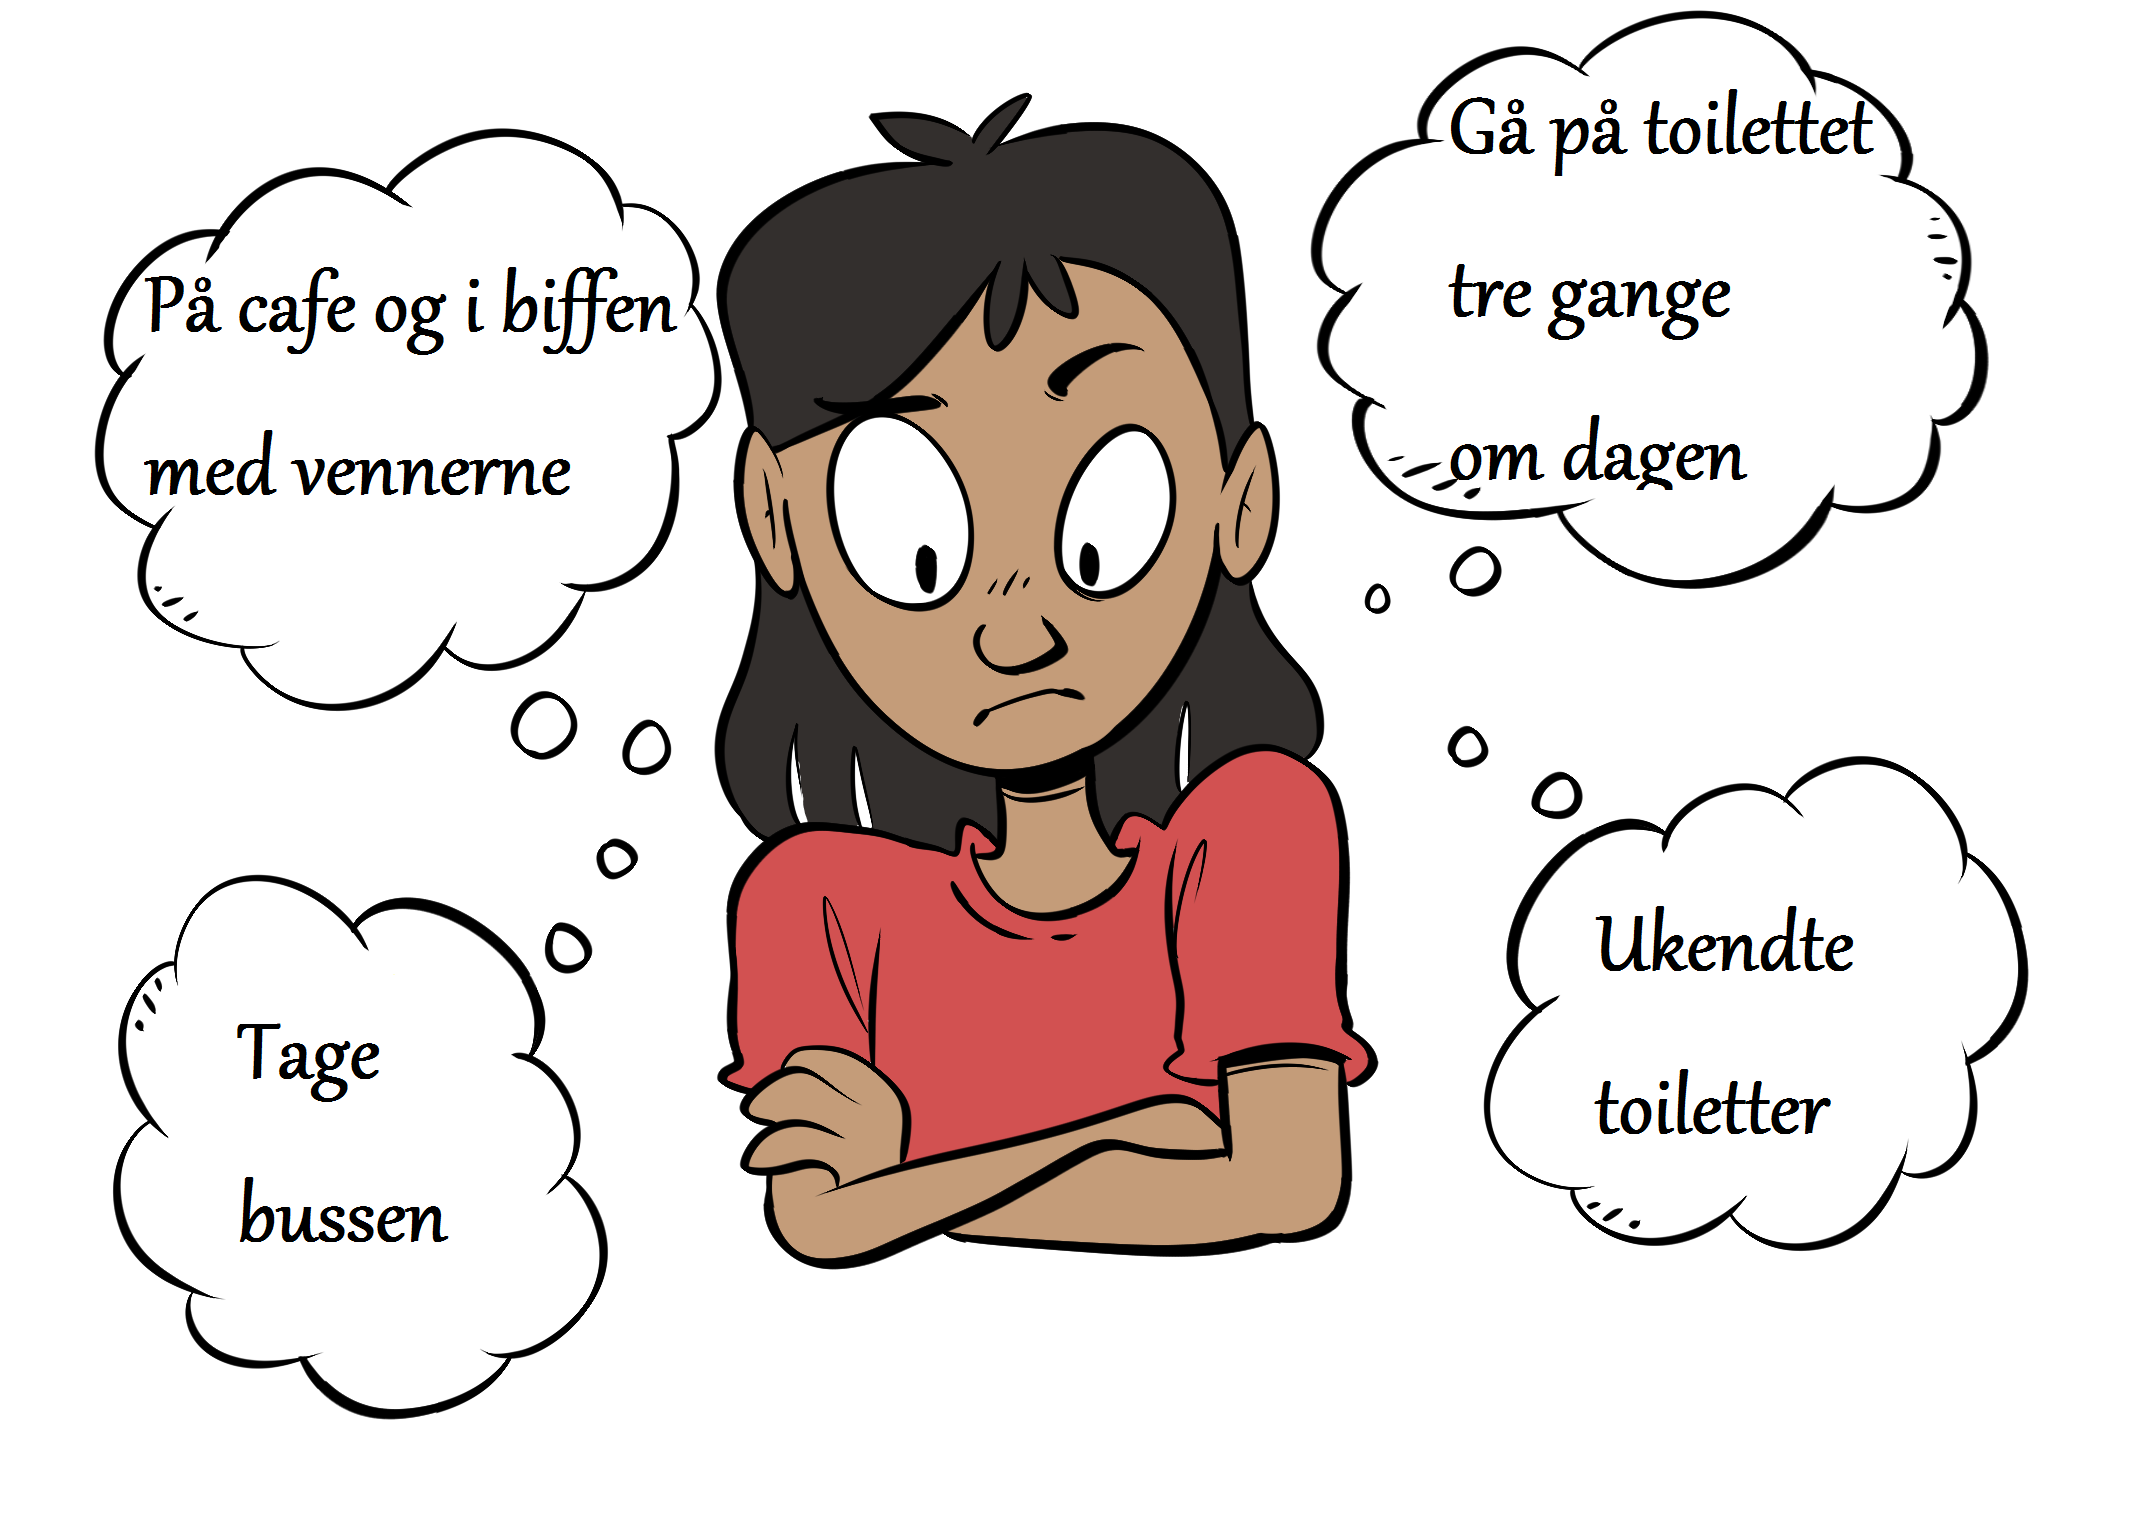 På cafe og i biffen
med vennerne
Gå på toilettet
tre gange
om dagen
Tage
bussen
Ukendte
toiletter